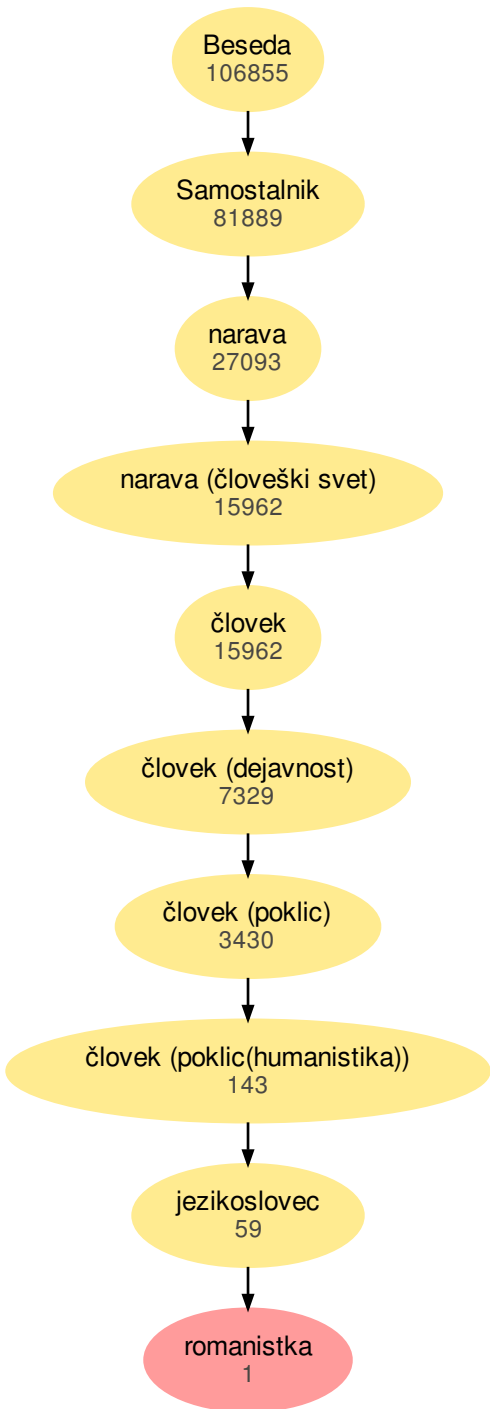 Beseda
106855
Samostalnik
81889
narava
27093
narava (človeški svet)
15962
človek
15962
človek (dejavnost)
7329
človek (poklic)
3430
človek (poklic(humanistika))
143
jezikoslovec
59
romanistka
1